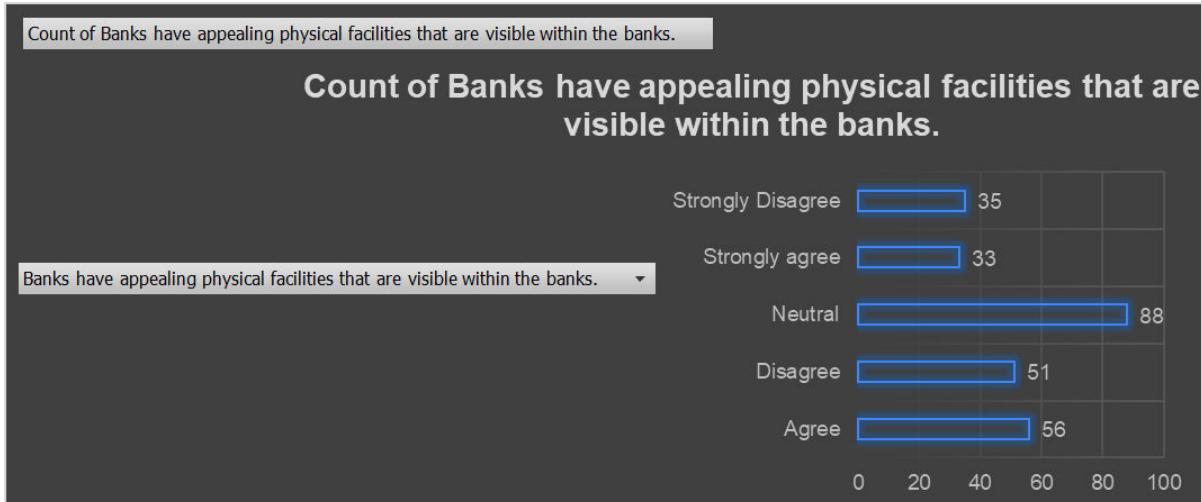 Count of Banks have appealing physical facilities that are visible within the banks.
Count of Banks have appealing physical facilities that are
visible within the banks.
Banks have appealing physical facilities that are visible within the banks.
Strongly Disagree 35
Strongly agree 33
Neutral 88
Disagree 51
Agree 56
0 20 40 60 80 100